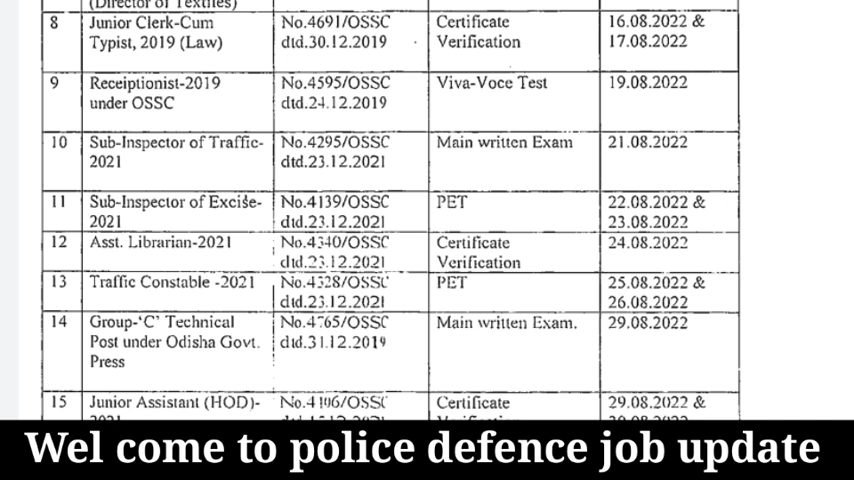 (Director of Textiles)
8 Junior Clerk-Cum No.4691/OSSC Certificate 16.08.2022 &
Typist, 2019 (Law) dtd.30.12.2019 Verification 17.08.2022
9 Receiptionist-2019 No.4595/OSSC Viva-Voce Test 19.08.2022
under OSSC dtd.24.12.2019
10 Sub-Inspector of Traffic- No.4295/OSSC Main written Exam 21.08.2022
2021 dtd.23.12.2021
11 Sub-Inspector of Excise- No.4139/OSSC PET 22.08.2022 &
2021 dtd.23.12.2021 23.08.2022
12 Asst. Librarian-2021 No.4340/OSSC Certificate 24.08.2022
dtd.23.12.2021 Verification
13 Traffic Constable -2021 No.4328/OSSC PET 25.08.2022 &
dtd.23.12.2021 26.08.2022
14 Group-‘C’ Technical No.4765/OSSC Main written Exam. 29.08.2022
Post under Odisha Govt. dtd.31.12.2019
Press
15 Junior Assistant (HOD)- No.4106/OSSC Certificate 29.08.2022 &
Wel come to police defence job update